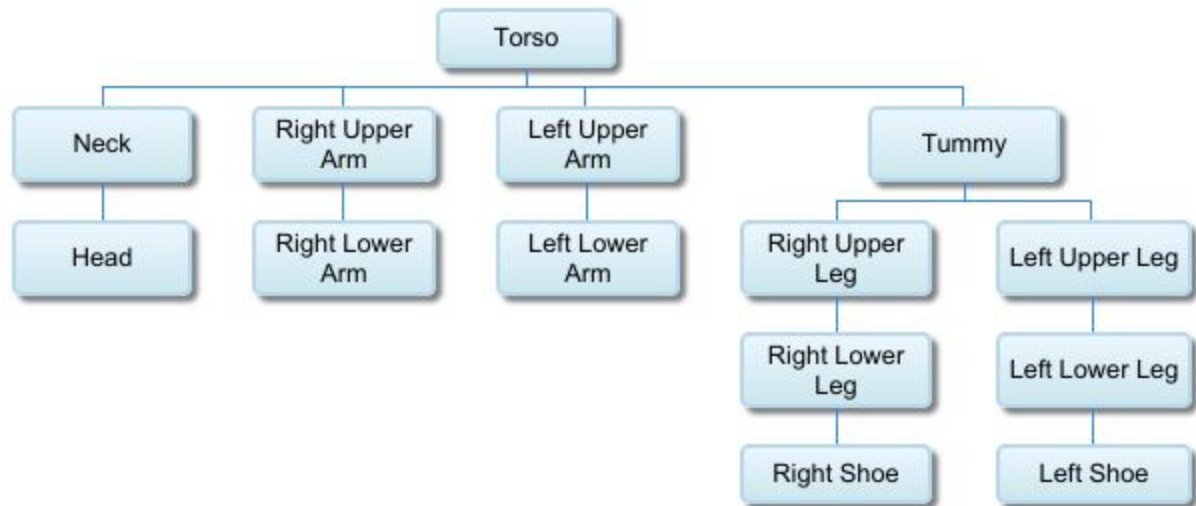 Torso
Neck
Right Upper
Arm
Left Upper
Arm
Tummy
Head
Right Lower
Arm
Left Lower
Arm
Right Upper
Leg
Left Upper Leg
Right Lower
Leg
Left Lower Leg
Right Shoe
Left Shoe